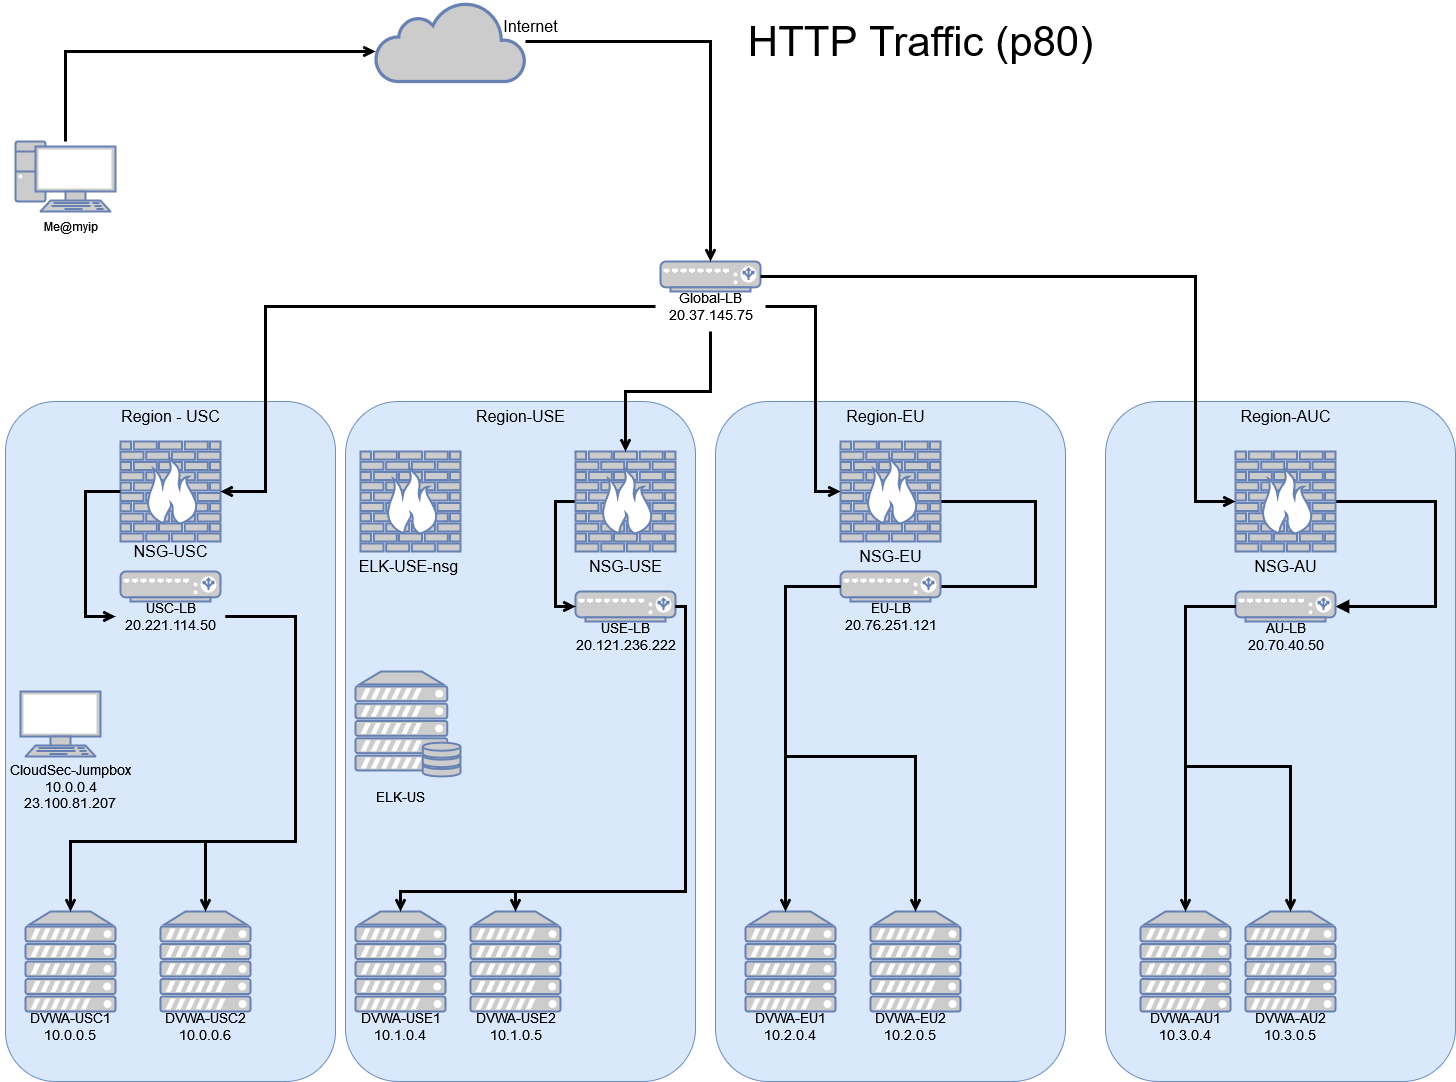 Internet
HTTP Traffic (p80)
Me@myip
Global-LB
20.37.145.75
Region - USC
NSG-USC
USC-LB
20.221.114.50
CloudSec-Jumpbox
10.0.0.4
23.100.81.207
DVWA-USC1
10.0.0.5
DVWA-USC2
10.0.0.6
Region-USE
ELK-USE-nsg
NSG-USE
USE-LB
20.121.236.222
ELK-US
DVWA-USE1
10.1.0.4
DVWA-USE2
10.1.0.5
Region-EU
NSG-EU
EU-LB
20.76.251.121
DVWA-EU1
10.2.0.4
DVWA-EU2
10.2.0.5
Region-AUC
NSG-AU
AU-LB
20.70.40.50
DVWA-AU1
10.3.0.4
DVWA-AU2
10.3.0.5